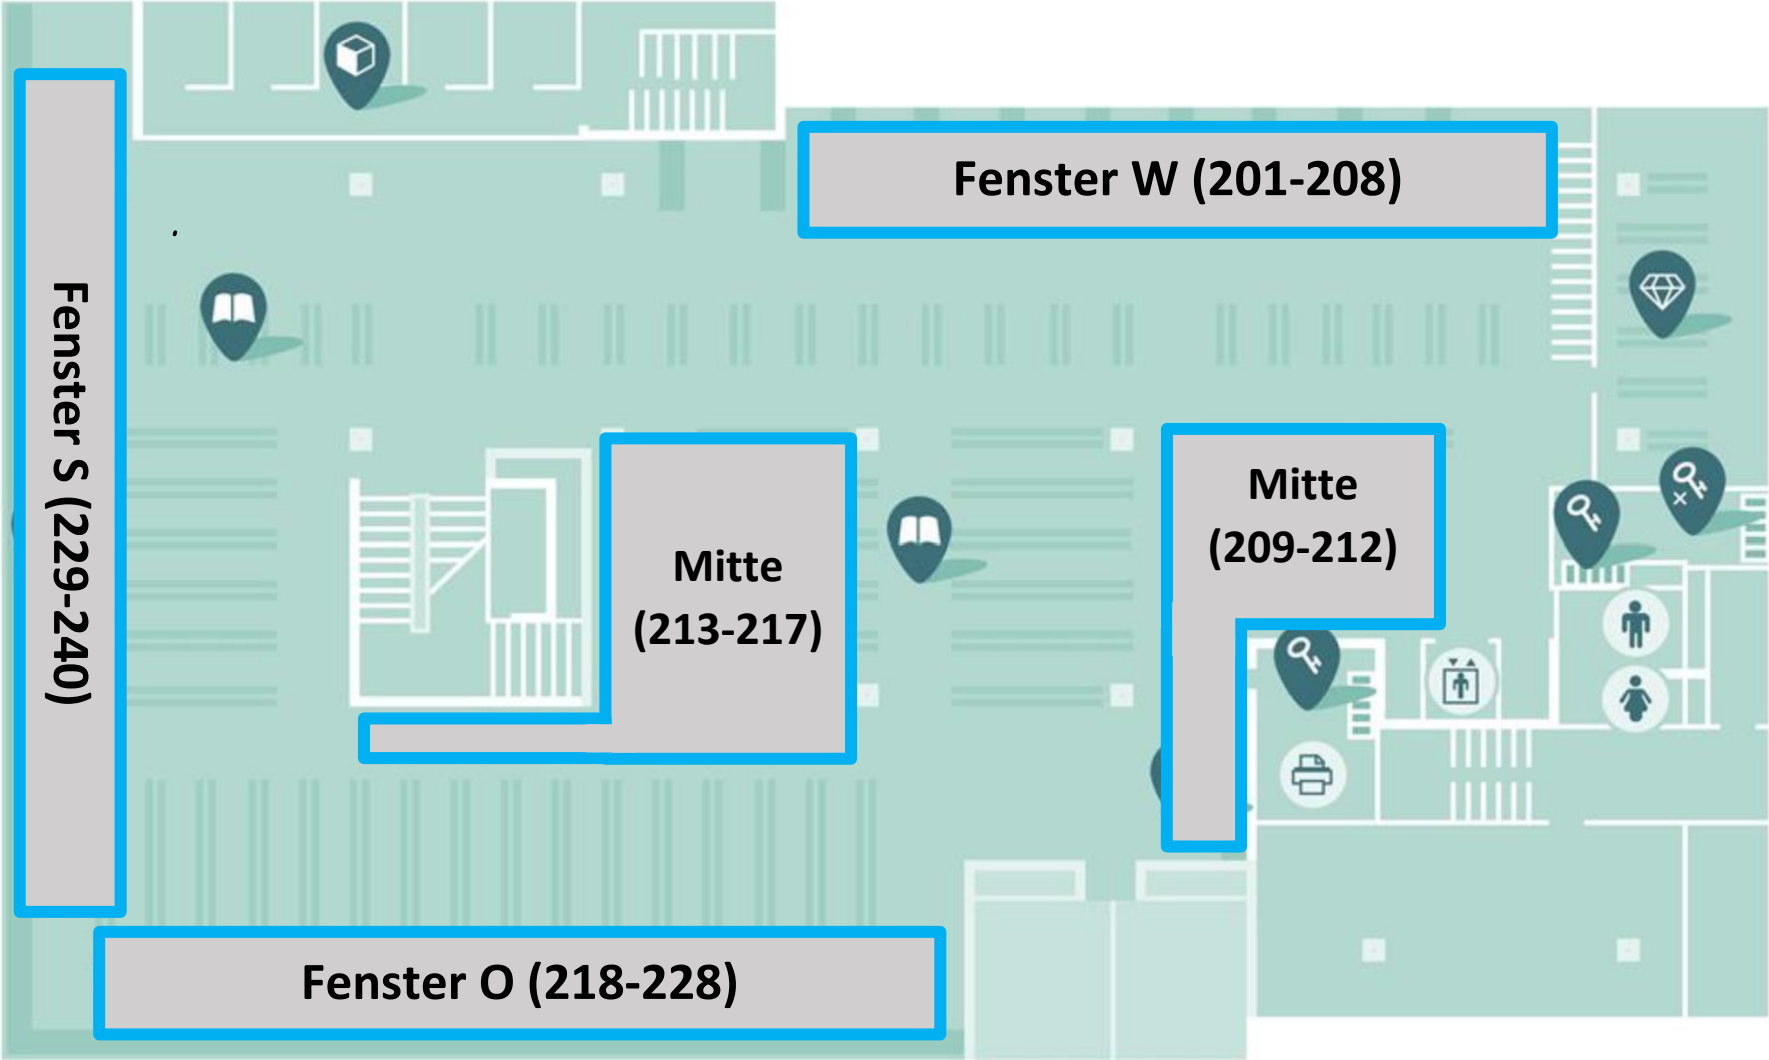 Fenster W (201-208)
Fenster S (229-240)
Mitte
(209-212)
Mitte
(213-217)
Fenster O (218-228)